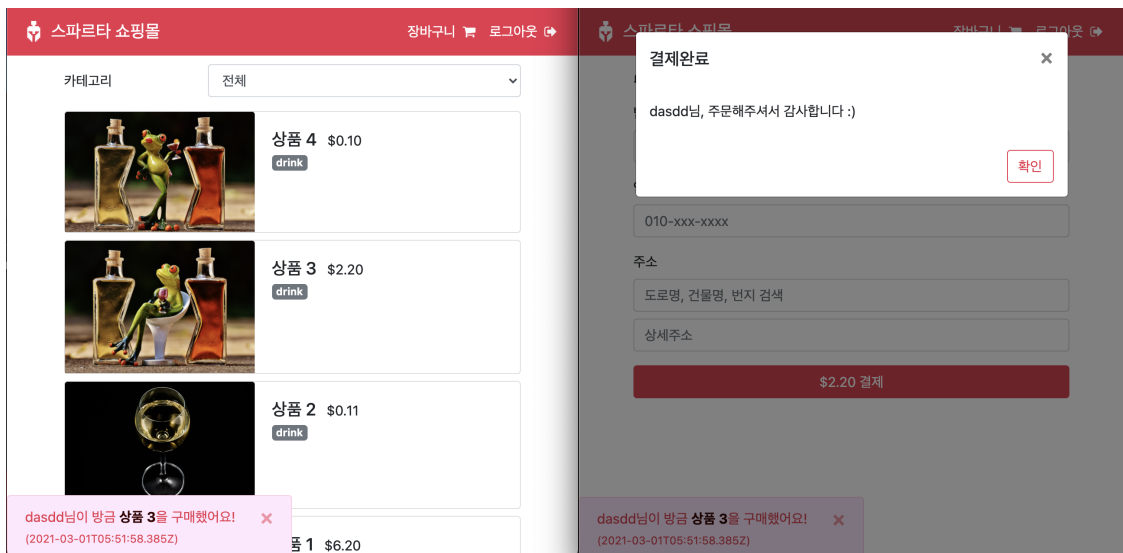 스파르타 쇼핑몰
장바구니
로그아웃
카테고리
전체
상품 4 $0.10
drink
상품 3 $2.20
drink
상품 2 $0.11
drink
상품 1 $6.20
dasdd님이 방금 상품 3을 구매했어요! ×
(2021-03-01T05:51:58.385Z)
스파르타 쇼핑몰
장바구니
로그아웃
결제완료 ×
dasdd님, 주문해주셔서 감사합니다 :)
확인
010-xxx-xxxx
주소
도로명, 건물명, 번지 검색
상세주소
$2.20 결제
dasdd님이 방금 상품 3을 구매했어요! ×
(2021-03-01T05:51:58.385Z)